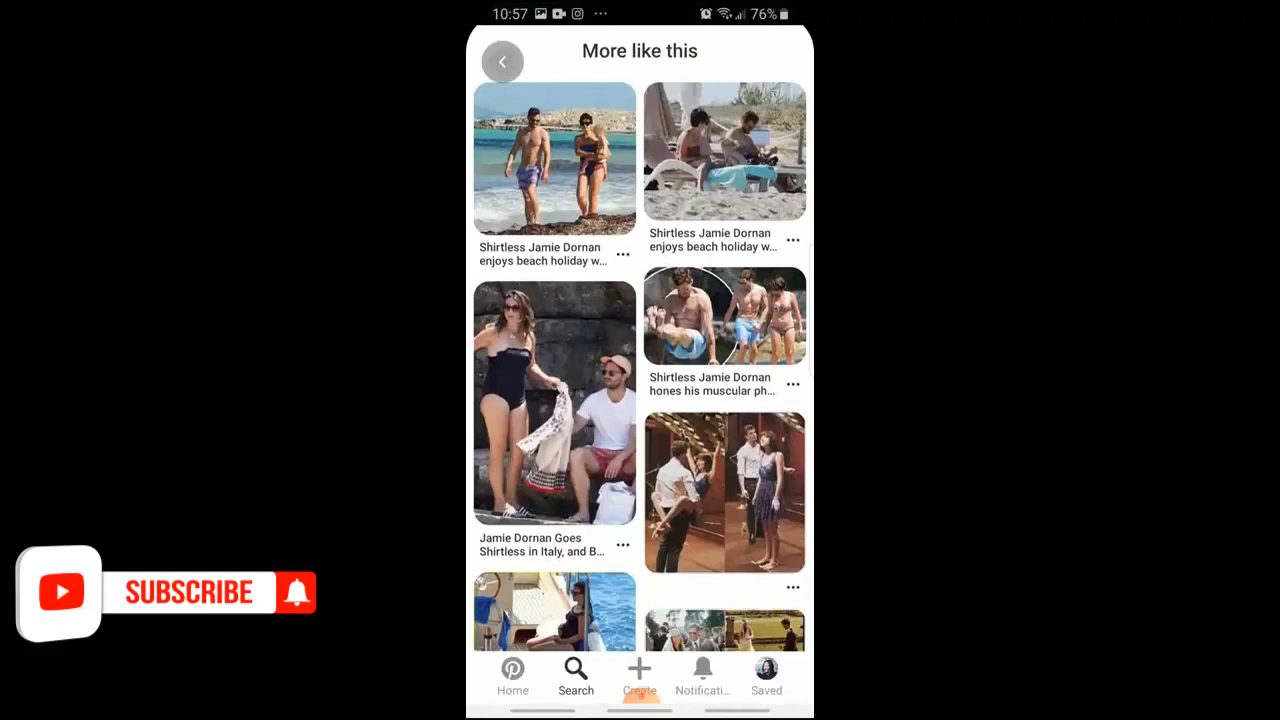 10:57
76%
More like this
Shirtless Jamie Dornan
enjoys beach holiday w...
Shirtless Jamie Dornan
enjoys beach holiday w...
Shirtless Jamie Dornan
hones his muscular ph...
Jamie Dornan Goes
Shirtless in Italy, and B...
SUBSCRIBE
Home
Search
Create
Notificati...
Saved